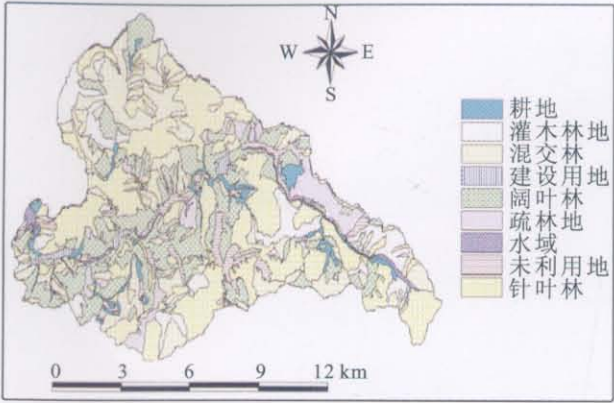 N
W E
S
耕地
灌木林地
混交林
建设用地
阔叶林
疏林地
水域
未利用地
针叶林
0 3 6 9 12 km